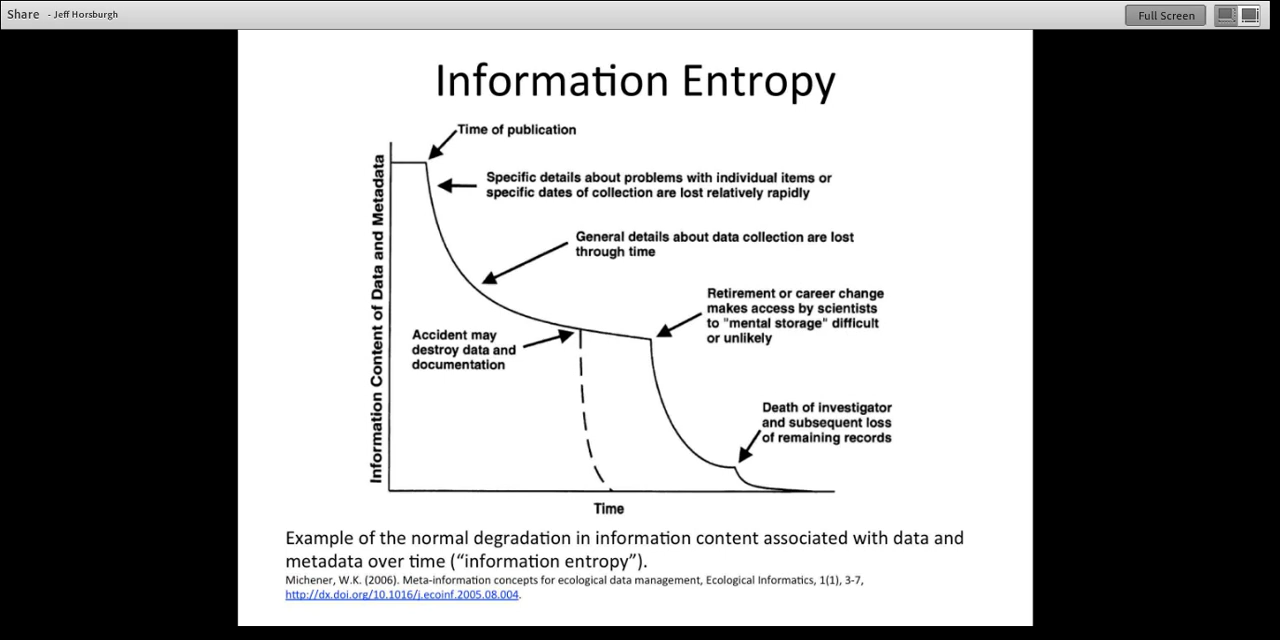 Share - Jeff Horsburgh
Full Screen
Information Entropy
Time of publication
Specific details about problems with individual items or
specific dates of collection are lost relatively rapidly
General details about data collection are lost
through time
Retirement or career change
makes access by scientists
to "mental storage" difficult
or unlikely
Accident may
destroy data and
documentation
Death of investigator
and subsequent loss
of remaining records
Information Content of Data and Metadata
Time
Example of the normal degradation in information content associated with data and
metadata over time (“information entropy”).
Michener, W.K. (2006). Meta-information concepts for ecological data management, Ecological Informatics, 1(1), 3-7,
http://dx.doi.org/10.1016/j.ecoinf.2005.08.004.